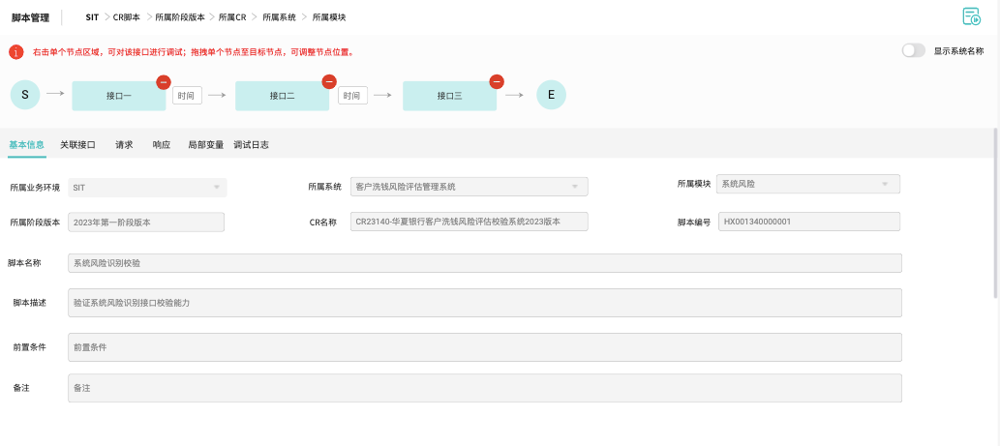 脚本管理 SIT > CR脚本 > 所属阶段版本 > 所属CR > 所属系统 > 所属模块
右击单个节点区域，可对该接口进行调试；拖拽单个节点至目标节点，可调整节点位置。 显示系统名称
S 接口一 时间 接口二 时间 接口三 E
基本信息 关联接口 请求 响应 局部变量 调试日志
所属业务环境 SIT 所属系统 客户洗钱风险评估管理系统 所属模块 系统风险
所属阶段版本 2023年第一阶段版本 CR名称 CR23140-华夏银行客户洗钱风险评估校验系统2023版本 脚本编号 HX001340000001
脚本名称 系统风险识别校验
脚本描述 验证系统风险识别接口校验能力
前置条件 前置条件
备注 备注